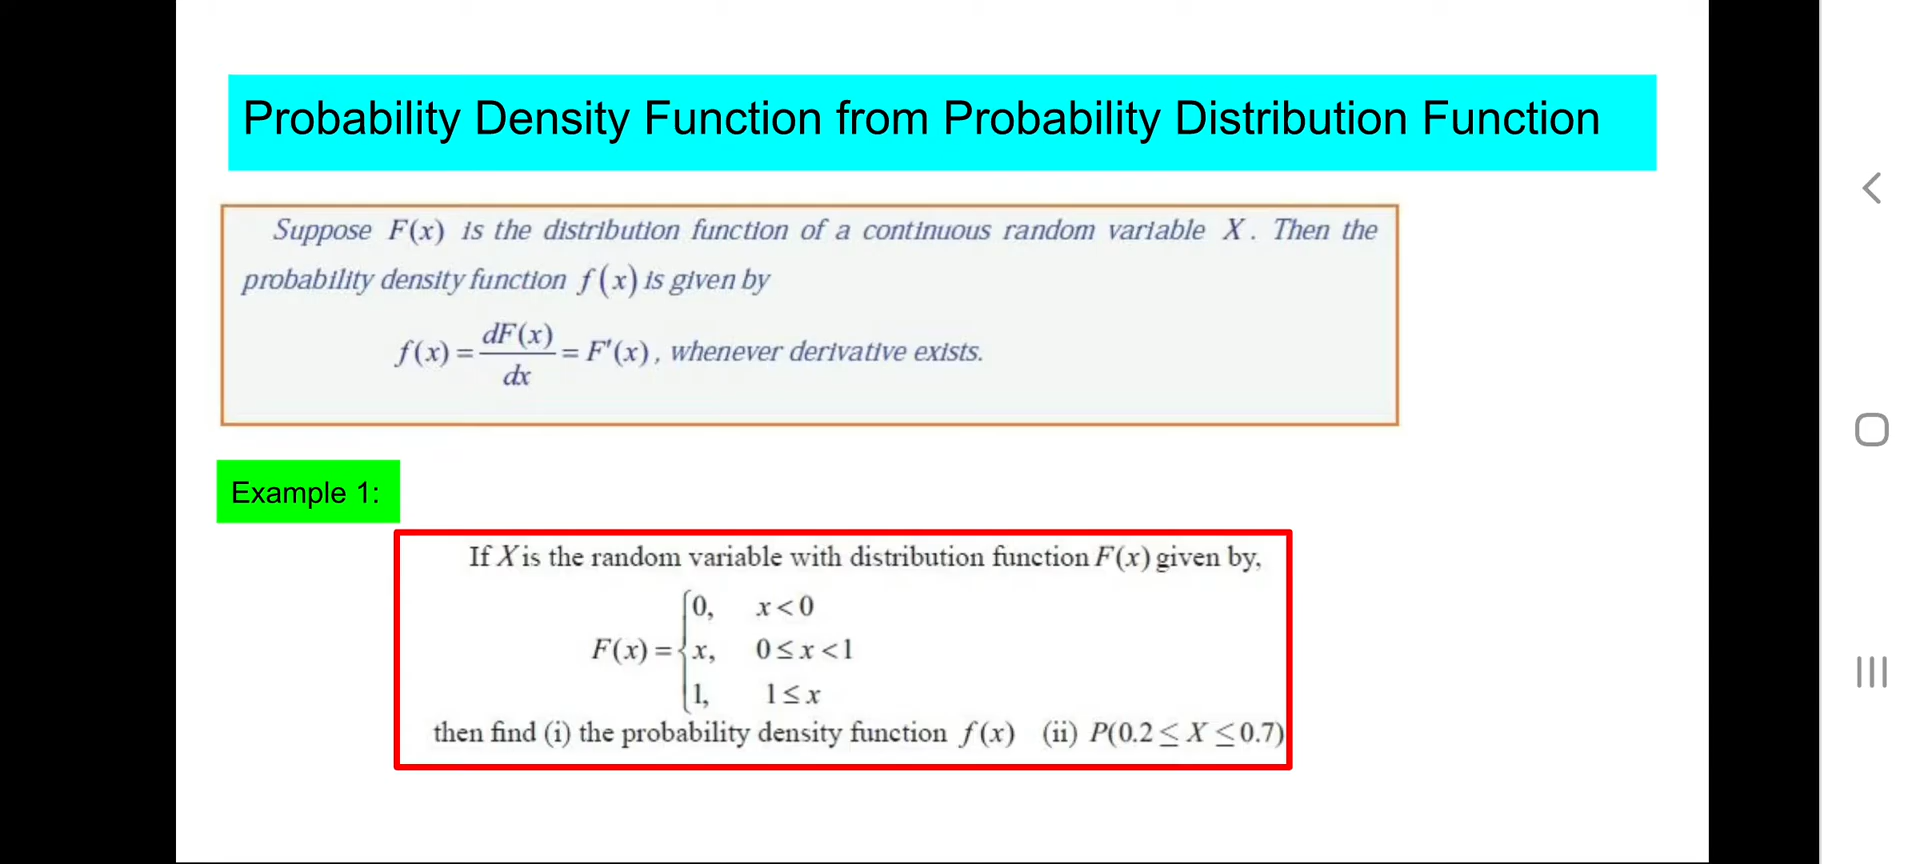 Probability Density Function from Probability Distribution Function
Suppose F(x) is the distribution function of a continuous random variable X. Then the
probability density function f(x) is given by
f(x) = dF(x)/dx = F'(x), whenever derivative exists.
Example 1:
If X is the random variable with distribution function F(x) given by,
F(x) = {0, x < 0
x, 0 ≤ x < 1
1, 1 ≤ x
then find (i) the probability density function f(x) (ii) P(0.2 ≤ X ≤ 0.7)